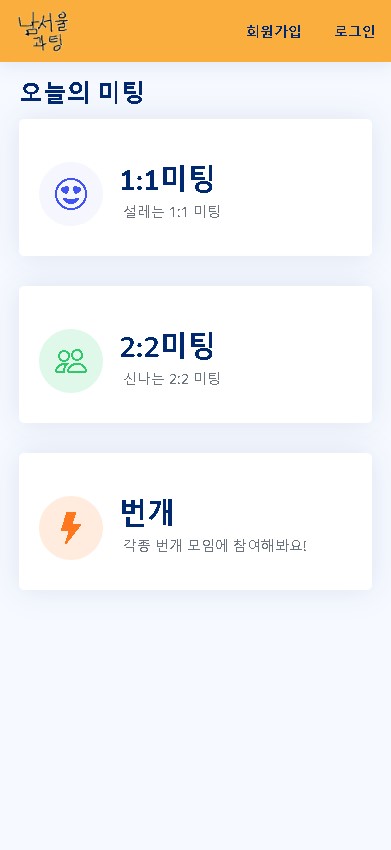 남서울
과팅
회원가입
로그인
오늘의 미팅
1:1미팅
설레는 1:1 미팅
2:2미팅
신나는 2:2 미팅
번개
각종 번개 모임에 참여해봐요!